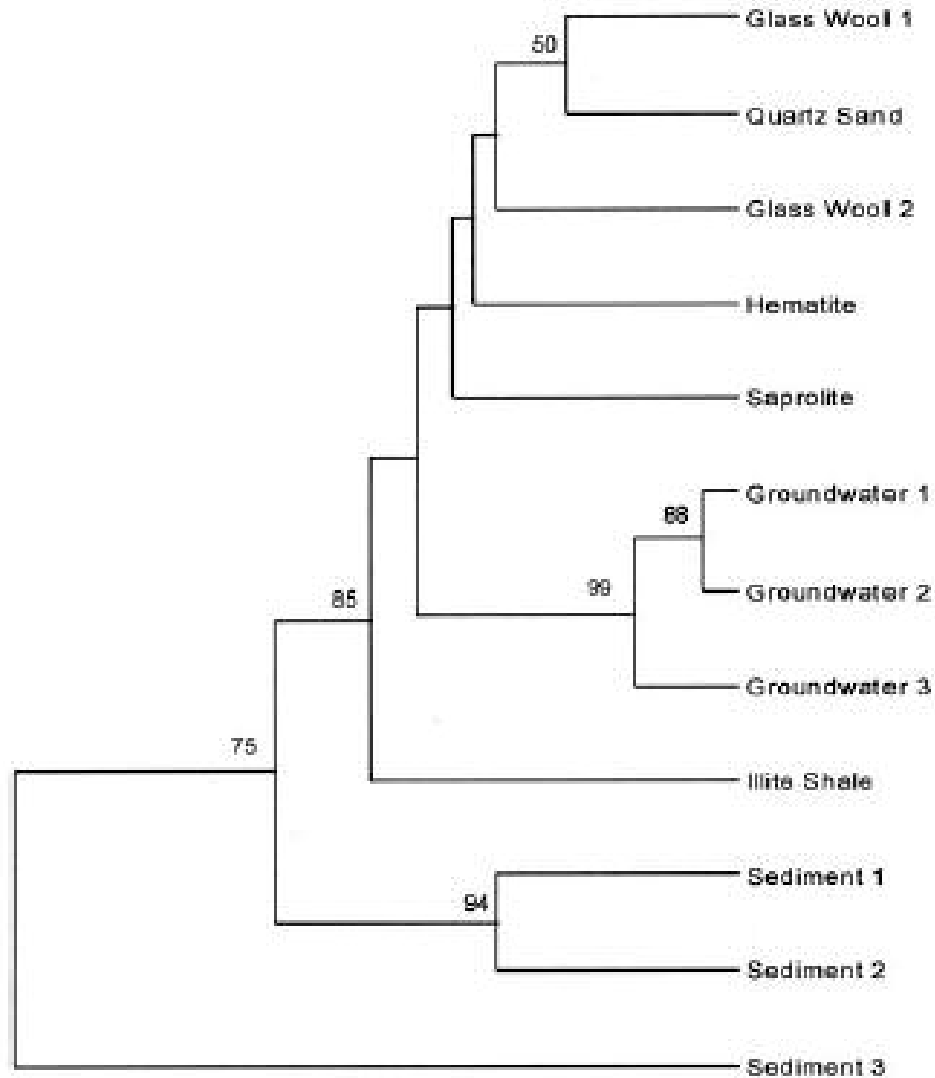 Glass Wool 1
50
Quartz Sand
Glass Wool 2
Hematite
Saprolite
Groundwater 1
88
Groundwater 2
99
85
Groundwater 3
75
Illite Shale
Sediment 1
94
Sediment 2
Sediment 3